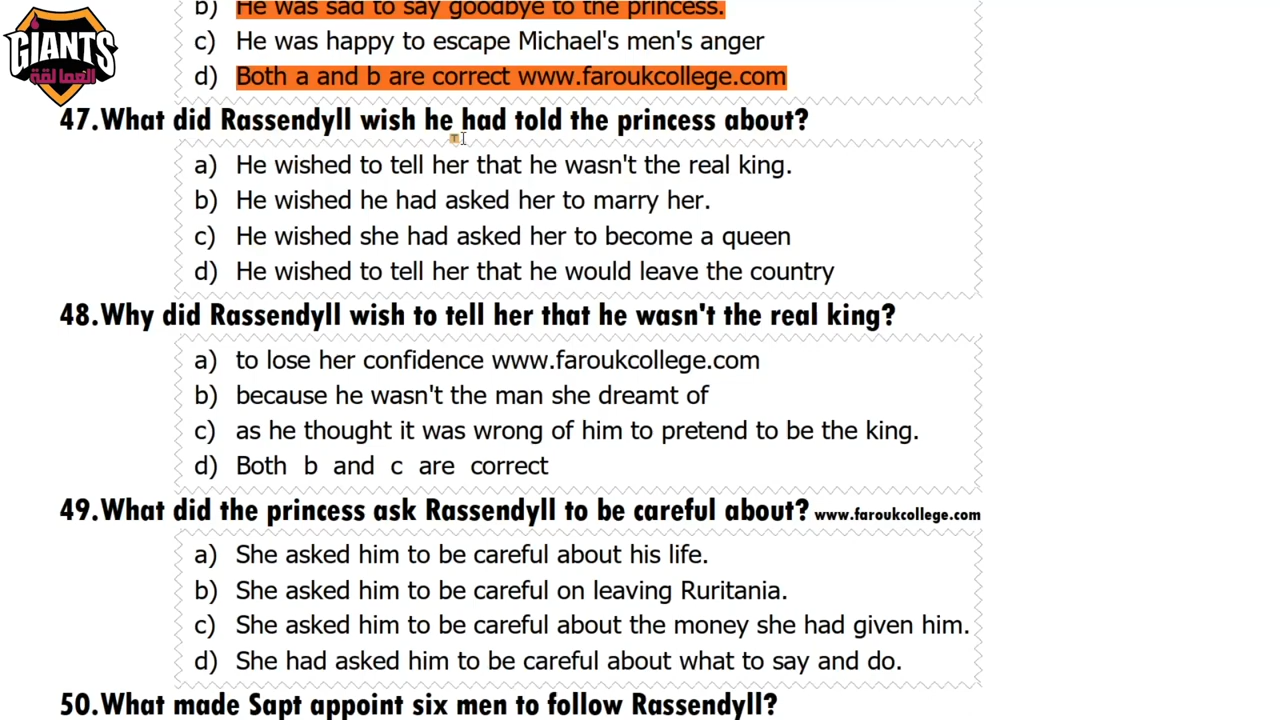 GIANTS
العمالقة
b) He was sad to say goodbye to the princess.
c) He was happy to escape Michael's men's anger
d) Both a and b are correct www.faroukcollege.com
47.What did Rassendyll wish he had told the princess about?
a) He wished to tell her that he wasn't the real king.
b) He wished he had asked her to marry her.
c) He wished she had asked her to become a queen
d) He wished to tell her that he would leave the country
48.Why did Rassendyll wish to tell her that he wasn't the real king?
a) to lose her confidence www.faroukcollege.com
b) because he wasn't the man she dreamt of
c) as he thought it was wrong of him to pretend to be the king.
d) Both b and c are correct
49.What did the princess ask Rassendyll to be careful about? www.faroukcollege.com
a) She asked him to be careful about his life.
b) She asked him to be careful on leaving Ruritania.
c) She asked him to be careful about the money she had given him.
d) She had asked him to be careful about what to say and do.
50.What made Sapt appoint six men to follow Rassendyll?